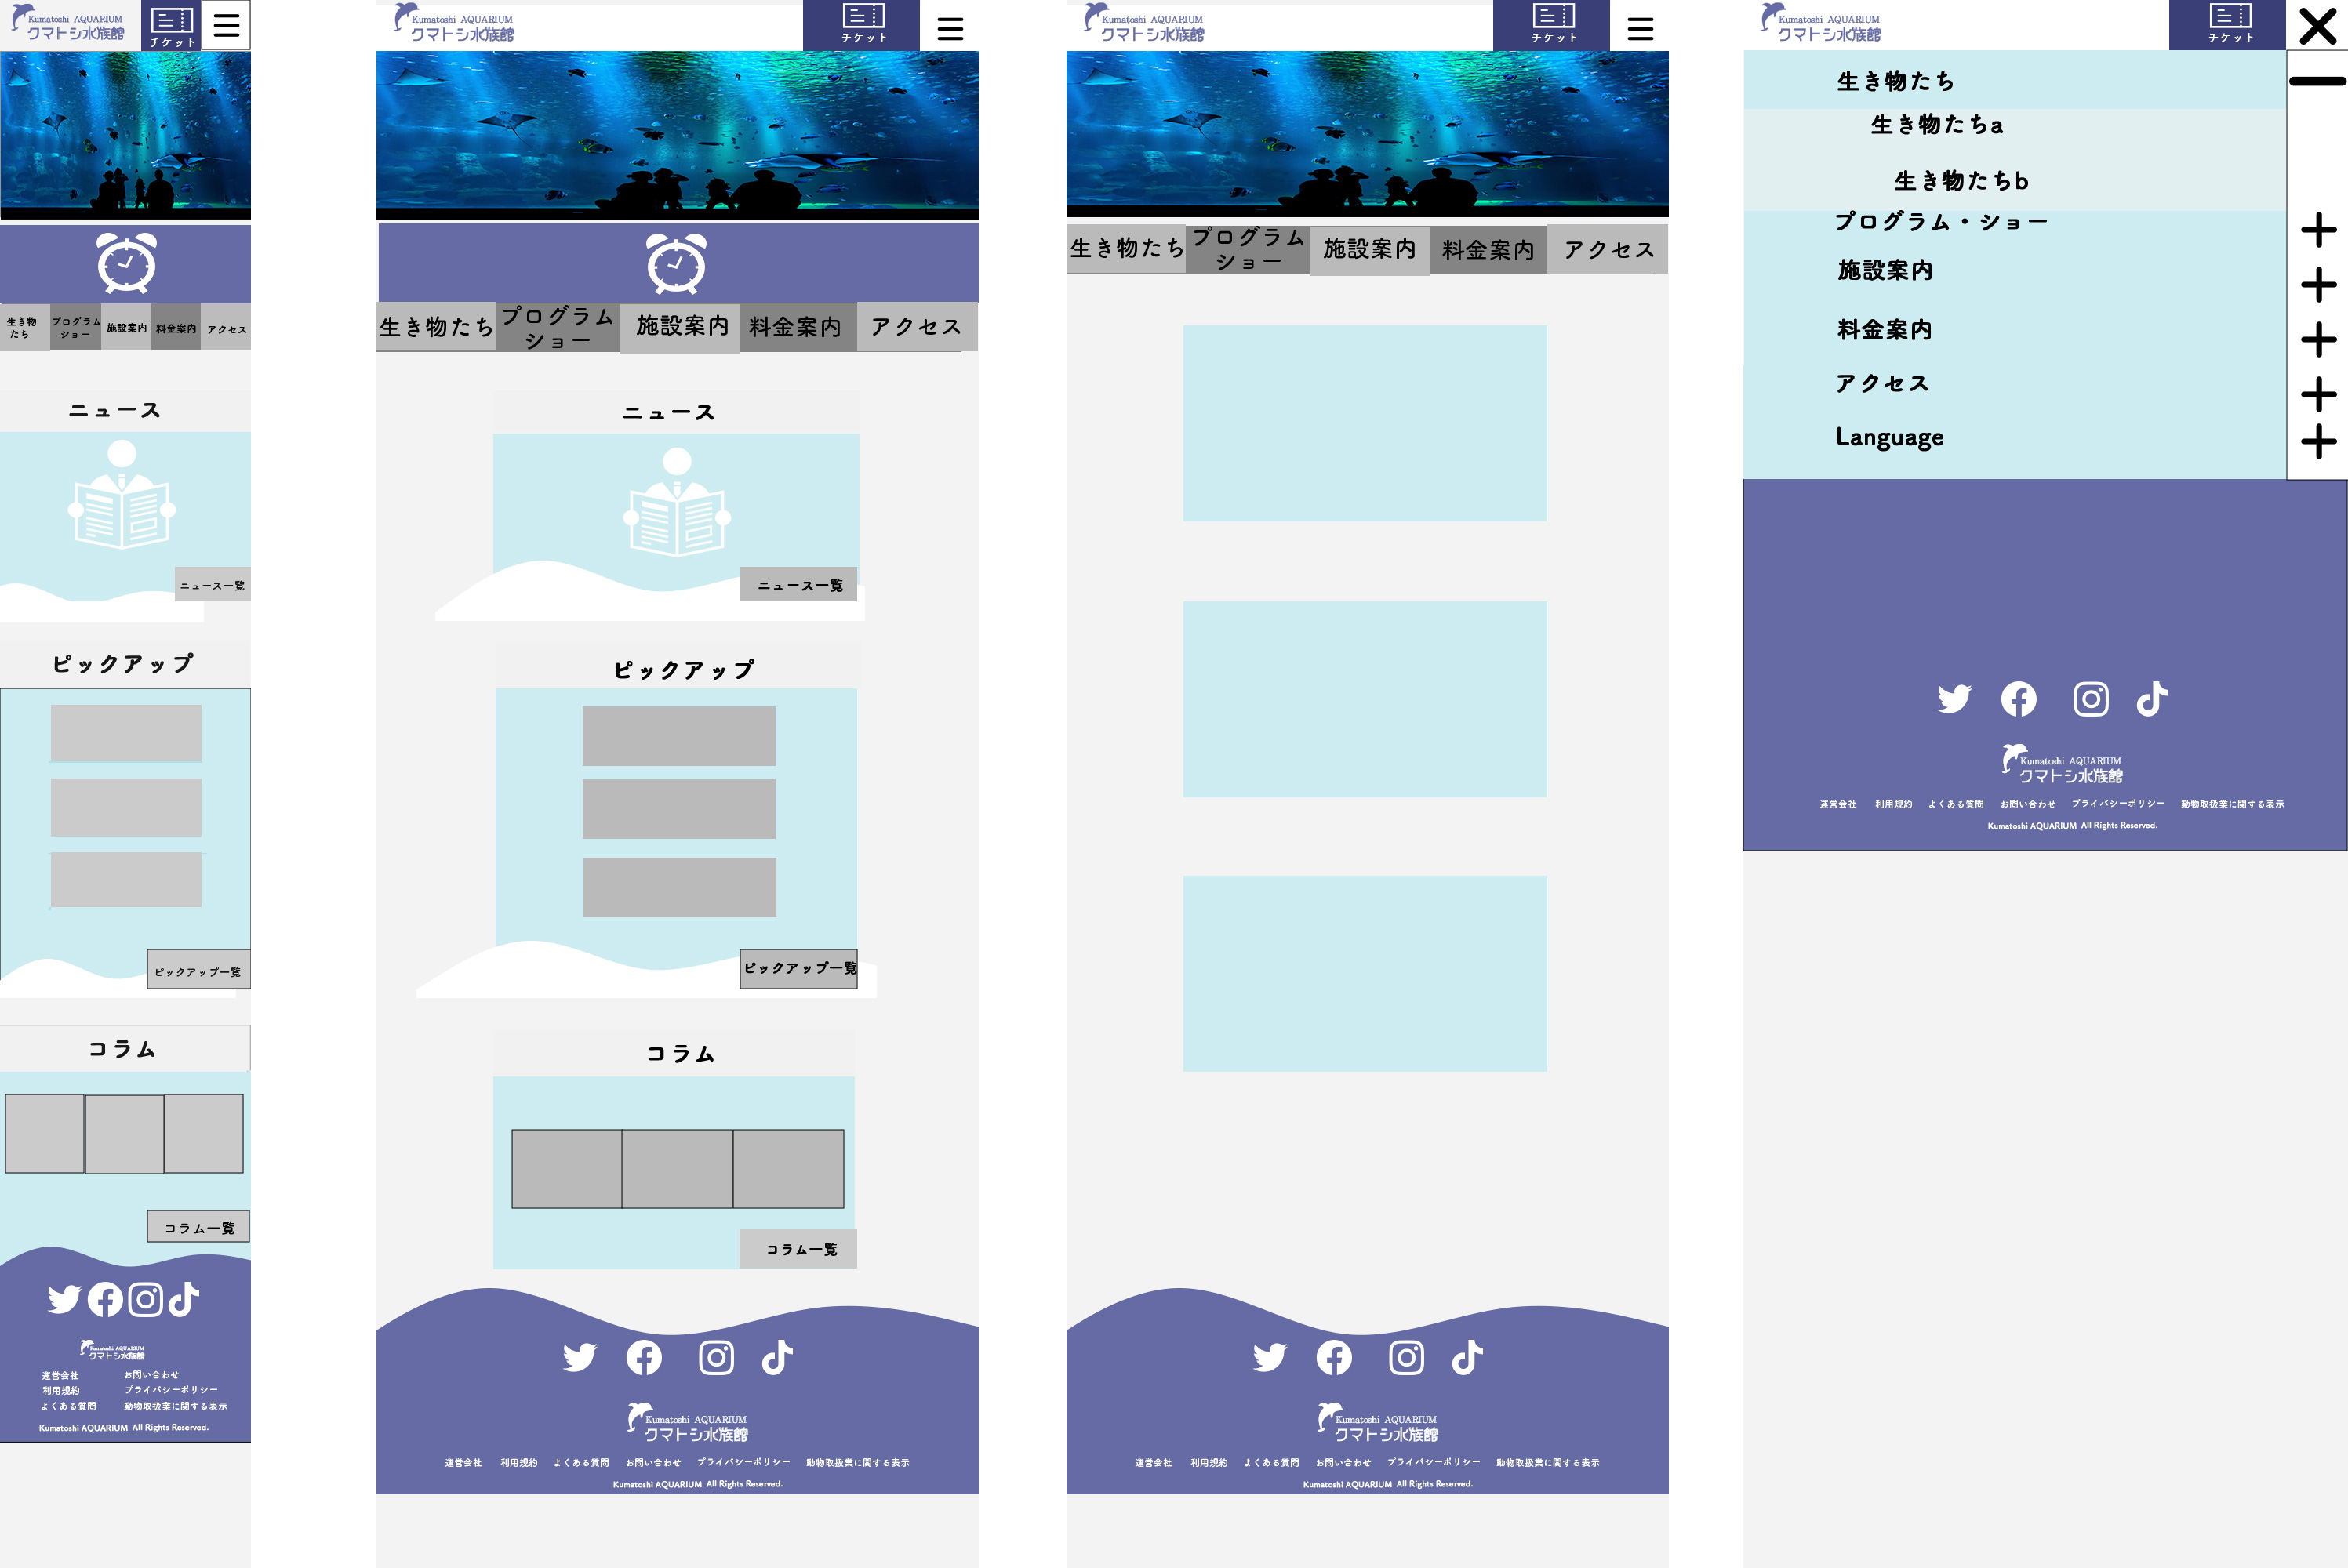 Kumatoshi AQUARIUM
クマトシ水族館
チケット
生き物
たち
プログラム
ショー
施設案内
料金案内
アクセス
ニュース
ニュース一覧
ピックアップ
ピックアップ一覧
コラム
コラム一覧
Kumatoshi AQUARIUM
クマトシ水族館
運営会社
お問い合わせ
利用規約
プライバシーポリシー
よくある質問
動物取扱業に関する表示
Kumatoshi AQUARIUM All Rights Reserved.
Kumatoshi AQUARIUM
クマトシ水族館
チケット
生き物たち
プログラム
ショー
施設案内
料金案内
アクセス
ニュース
ニュース一覧
ピックアップ
ピックアップ一覧
コラム
コラム一覧
Kumatoshi AQUARIUM
クマトシ水族館
運営会社 利用規約 よくある質問 お問い合わせ プライバシーポリシー 動物取扱業に関する表示
Kumatoshi AQUARIUM All Rights Reserved.
Kumatoshi AQUARIUM
クマトシ水族館
チケット
生き物たち
プログラム
ショー
施設案内
料金案内
アクセス
Kumatoshi AQUARIUM
クマトシ水族館
運営会社 利用規約 よくある質問 お問い合わせ プライバシーポリシー 動物取扱業に関する表示
Kumatoshi AQUARIUM All Rights Reserved.
Kumatoshi AQUARIUM
クマトシ水族館
チケット
生き物たち
生き物たちa
生き物たちb
プログラム・ショー
施設案内
料金案内
アクセス
Language
Kumatoshi AQUARIUM
クマトシ水族館
運営会社 利用規約 よくある質問 お問い合わせ プライバシーポリシー 動物取扱業に関する表示
Kumatoshi AQUARIUM All Rights Reserved.